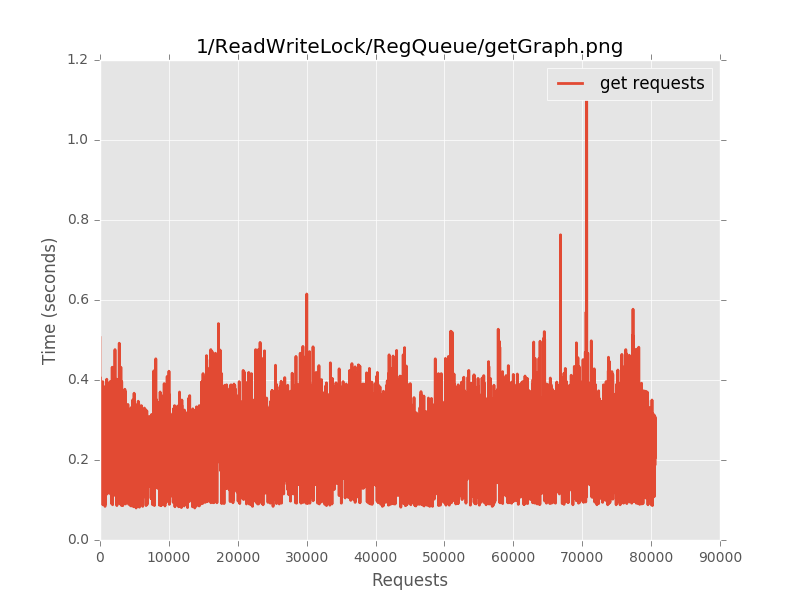 1/ReadWriteLock/RegQueue/getGraph.png
get requests
1.2
1.0
0.8
0.6
0.4
0.2
0.0
Time (seconds)
0 10000 20000 30000 40000 50000 60000 70000 80000 90000
Requests